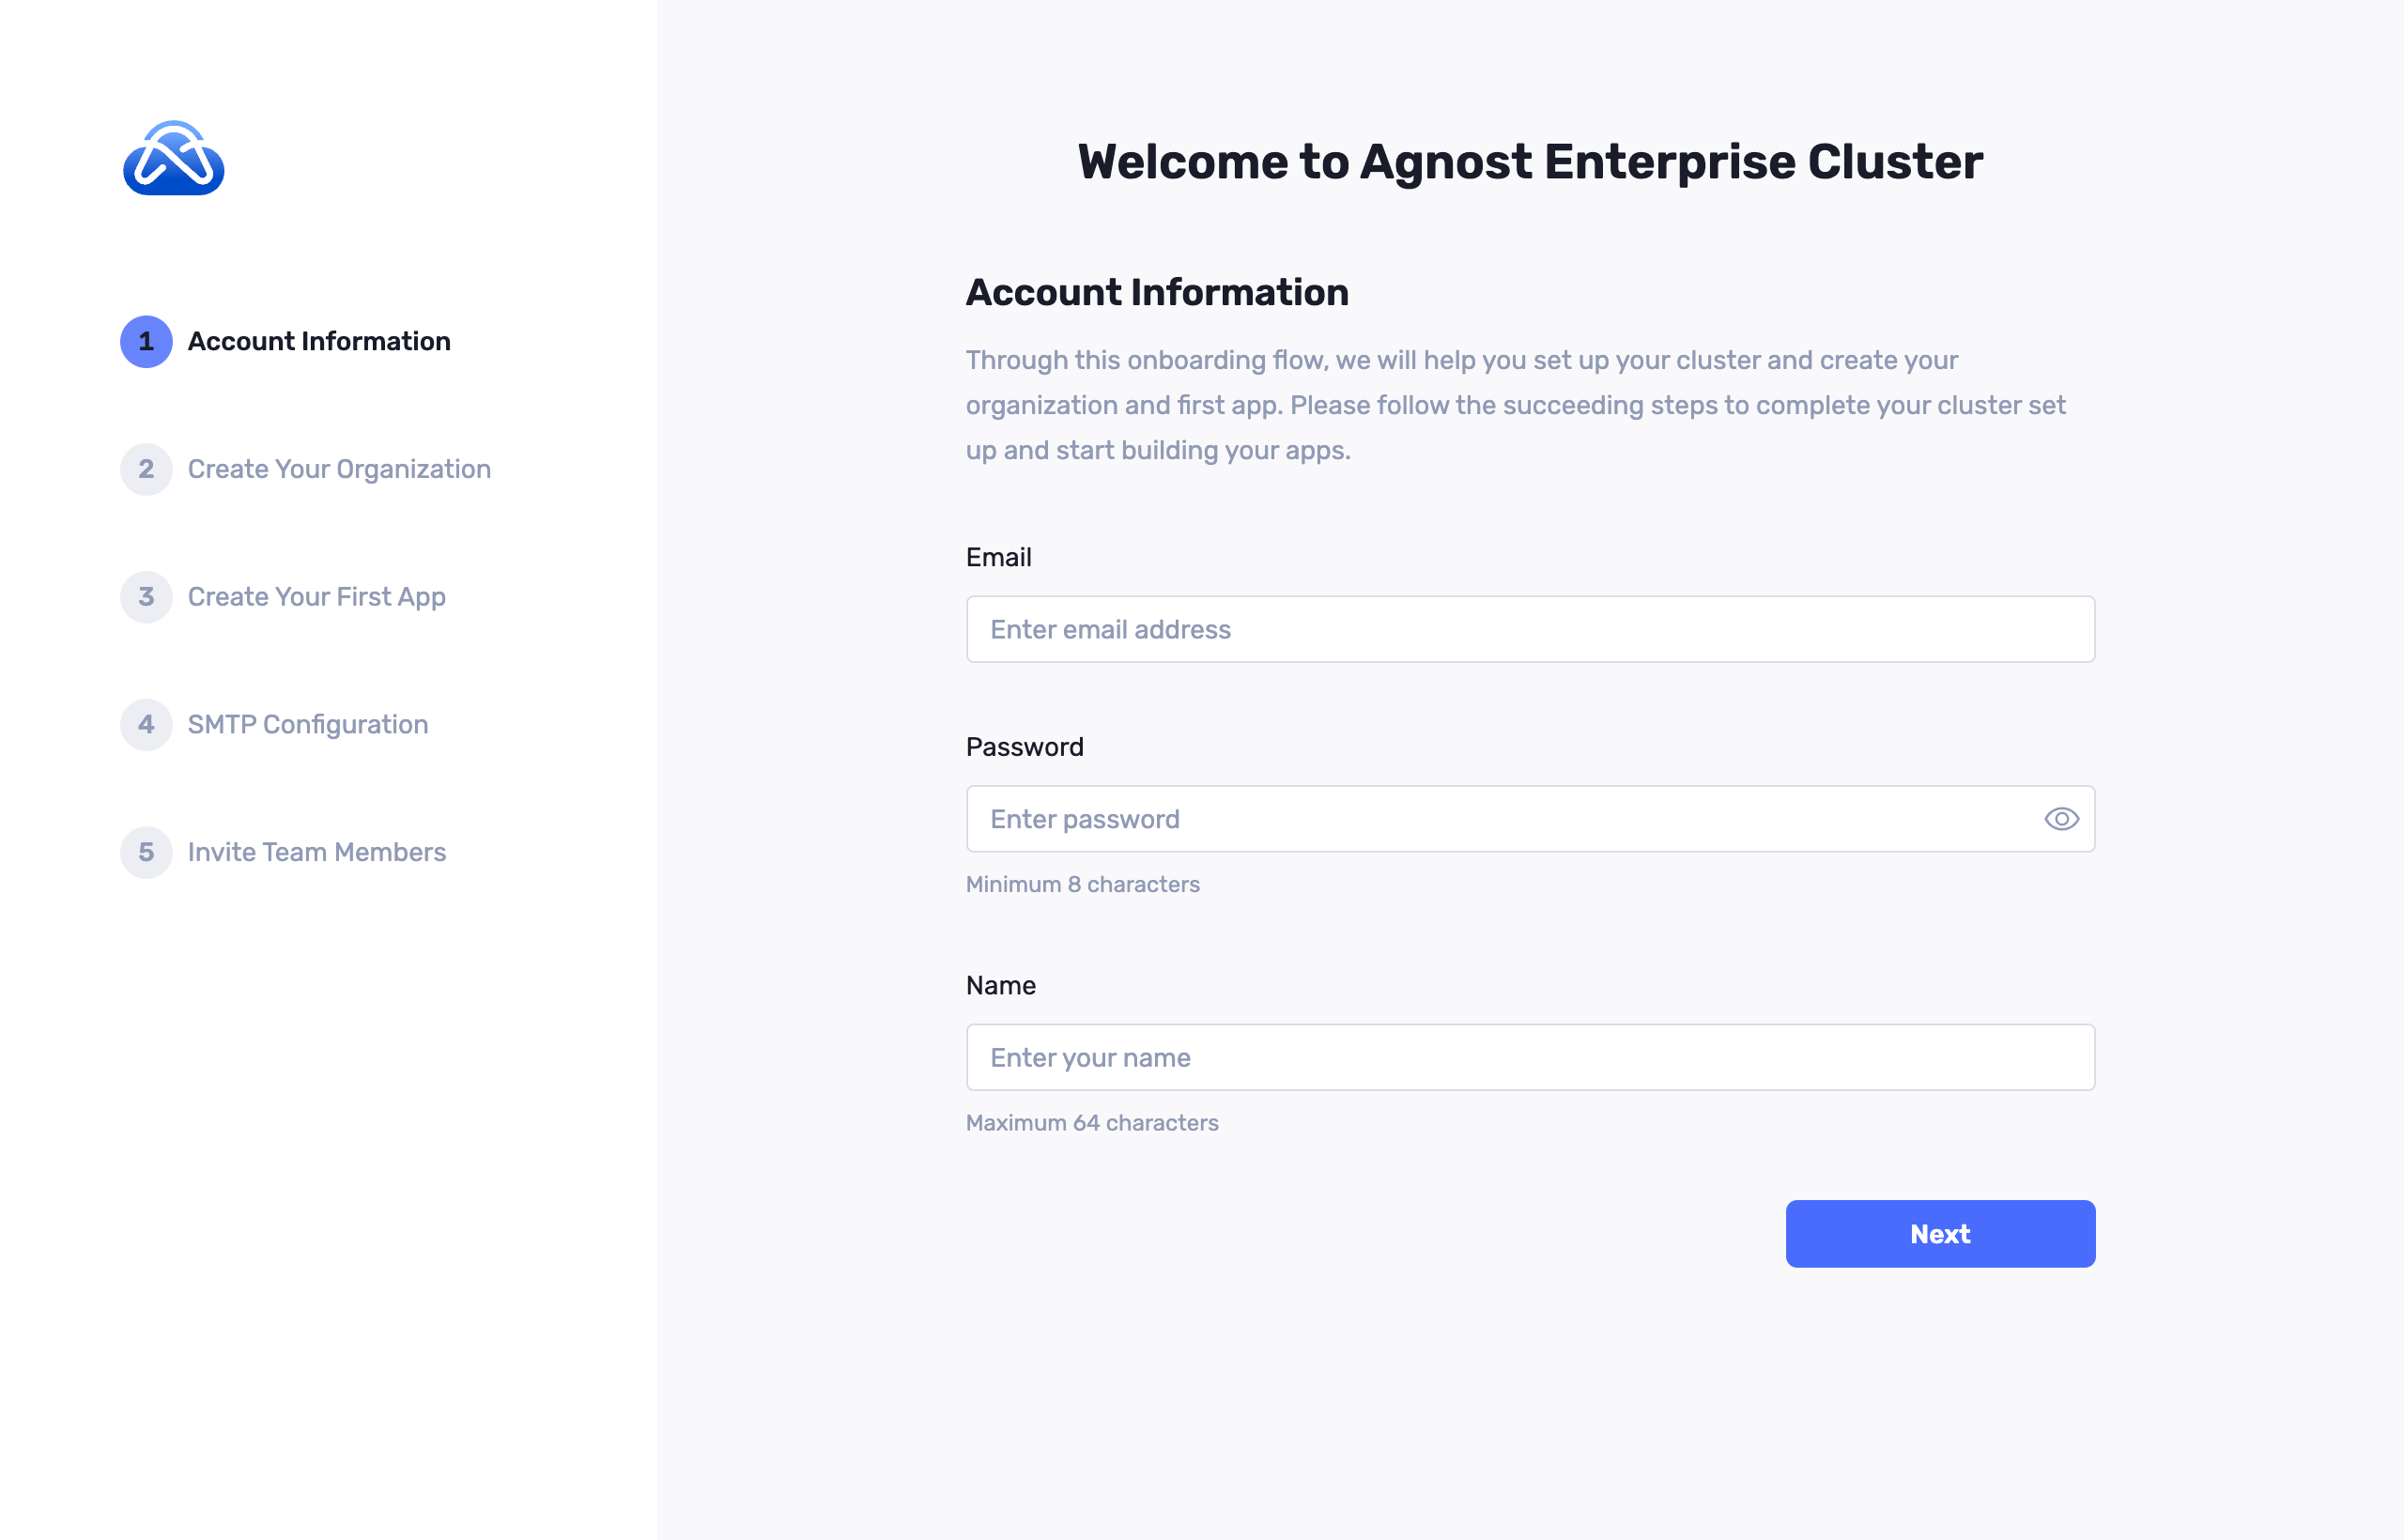 1 Account Information
2 Create Your Organization
3 Create Your First App
4 SMTP Configuration
5 Invite Team Members
Welcome to Agnost Enterprise Cluster
Account Information
Through this onboarding flow, we will help you set up your cluster and create your
organization and first app. Please follow the succeeding steps to complete your cluster set
up and start building your apps.
Email
Enter email address
Password
Enter password
Minimum 8 characters
Name
Enter your name
Maximum 64 characters
Next